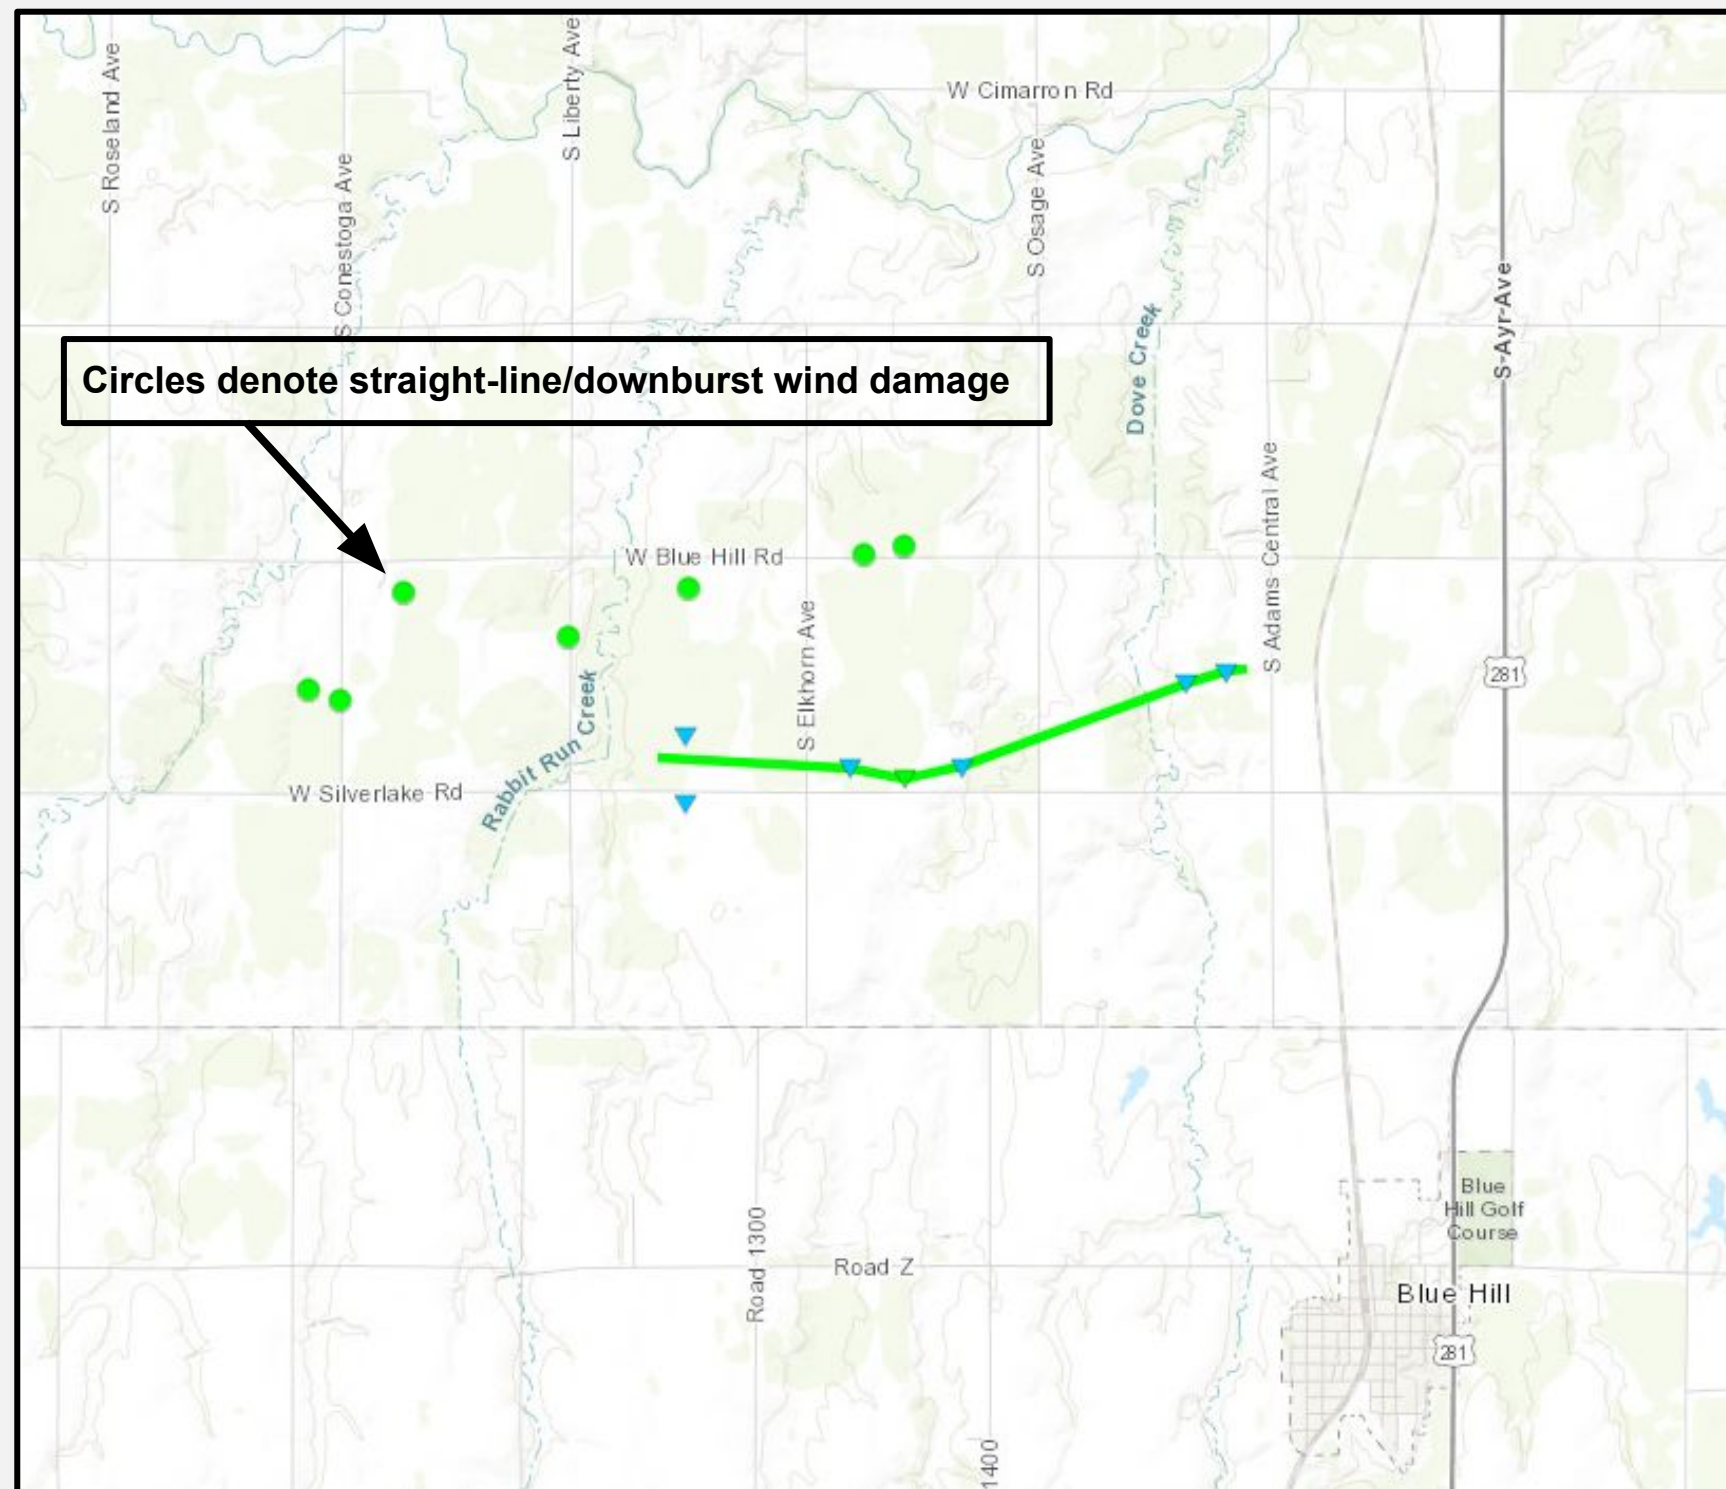 S Roseland Ave
S Conestoga Ave
S Liberty Ave
W Cimarron Rd
S Osage Ave
Dove Creek
S Ayr Ave
Circles denote straight-line/downburst wind damage
S Adams Central Ave
W Blue Hill Rd
S Elkhorn Ave
281
Rabbit Run Creek
W Silverlake Rd
Blue
Hill Golf
Course
Road 1300
Road Z
Blue Hill
281
1400